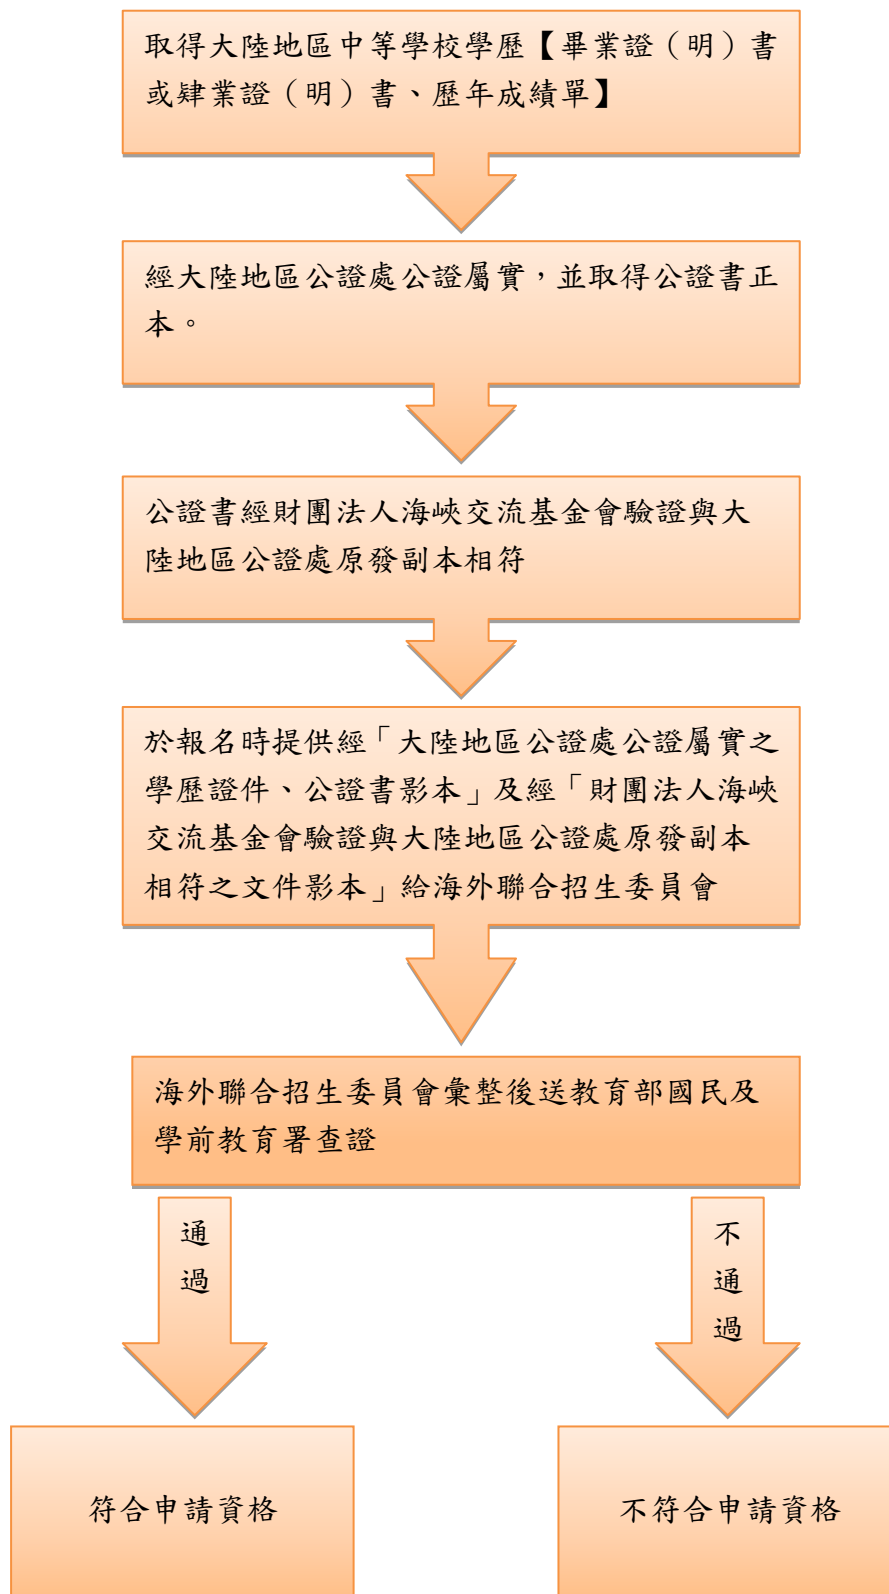 取得大陸地區中等學校學歷【畢業證（明）書
或肄業證（明）書、歷年成績單】
經大陸地區公證處公證屬實，並取得公證書正
本。
公證書經財團法人海峽交流基金會驗證與大
陸地區公證處原發副本相符
於報名時提供經「大陸地區公證處公證屬實之
學歷證件、公證書影本」及經「財團法人海峽
交流基金會驗證與大陸地區公證處原發副本
相符之文件影本」給海外聯合招生委員會
海外聯合招生委員會彙整後送教育部國民及
學前教育署查證
通過
不通過
符合申請資格
不符合申請資格